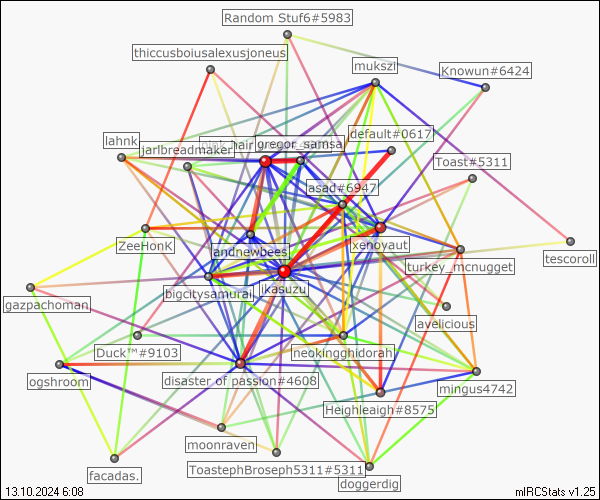 Random Stuf6#5983
thiccusboiusalexusjoneus
mukszi
Knowun#6424
default#0617
lahnk
jarlbreadmaker
hair
gregor_samsa
Toast#5311
asad#6947
ZeeHonK
andnewbees
xenoyaut
turkey_mcnugget
tescoroll
bigcitysamurai
ikasuzu
gazpachoman
avelicious
Duck™#9103
neokingghidorah
ogshroom
disaster of passion#4608
mingus4742
Heighleigh#8575
moonraven
facadas.
ToastephBroseph5311#5311
doggerdig
13.10.2024 6:08
mIRCStats v1.25